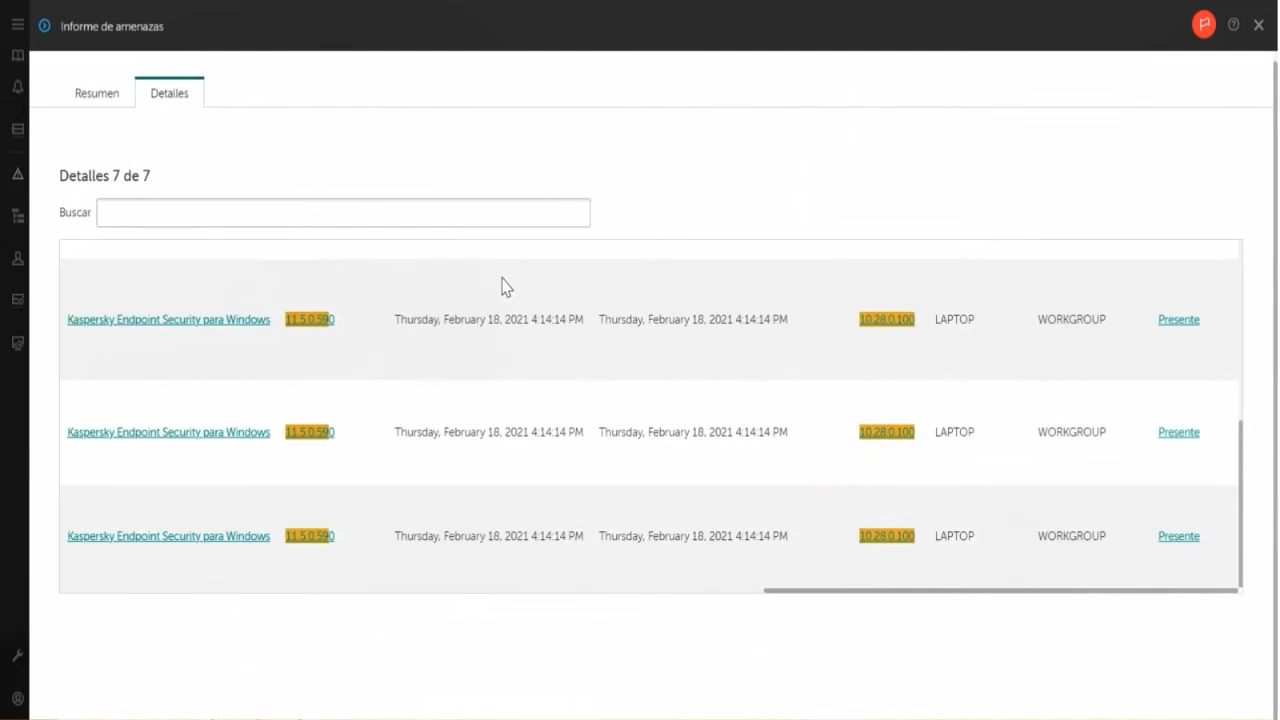 Informe de amenazas
Resumen Detalles
Detalles 7 de 7
Buscar
Kaspersky Endpoint Security para Windows 11.5.0.590 Thursday, February 18, 2021 4:14:14 PM Thursday, February 18, 2021 4:14:14 PM 10.28.0.100 LAPTOP WORKGROUP Presente
Kaspersky Endpoint Security para Windows 11.5.0.590 Thursday, February 18, 2021 4:14:14 PM Thursday, February 18, 2021 4:14:14 PM 10.28.0.100 LAPTOP WORKGROUP Presente
Kaspersky Endpoint Security para Windows 11.5.0.590 Thursday, February 18, 2021 4:14:14 PM Thursday, February 18, 2021 4:14:14 PM 10.28.0.100 LAPTOP WORKGROUP Presente